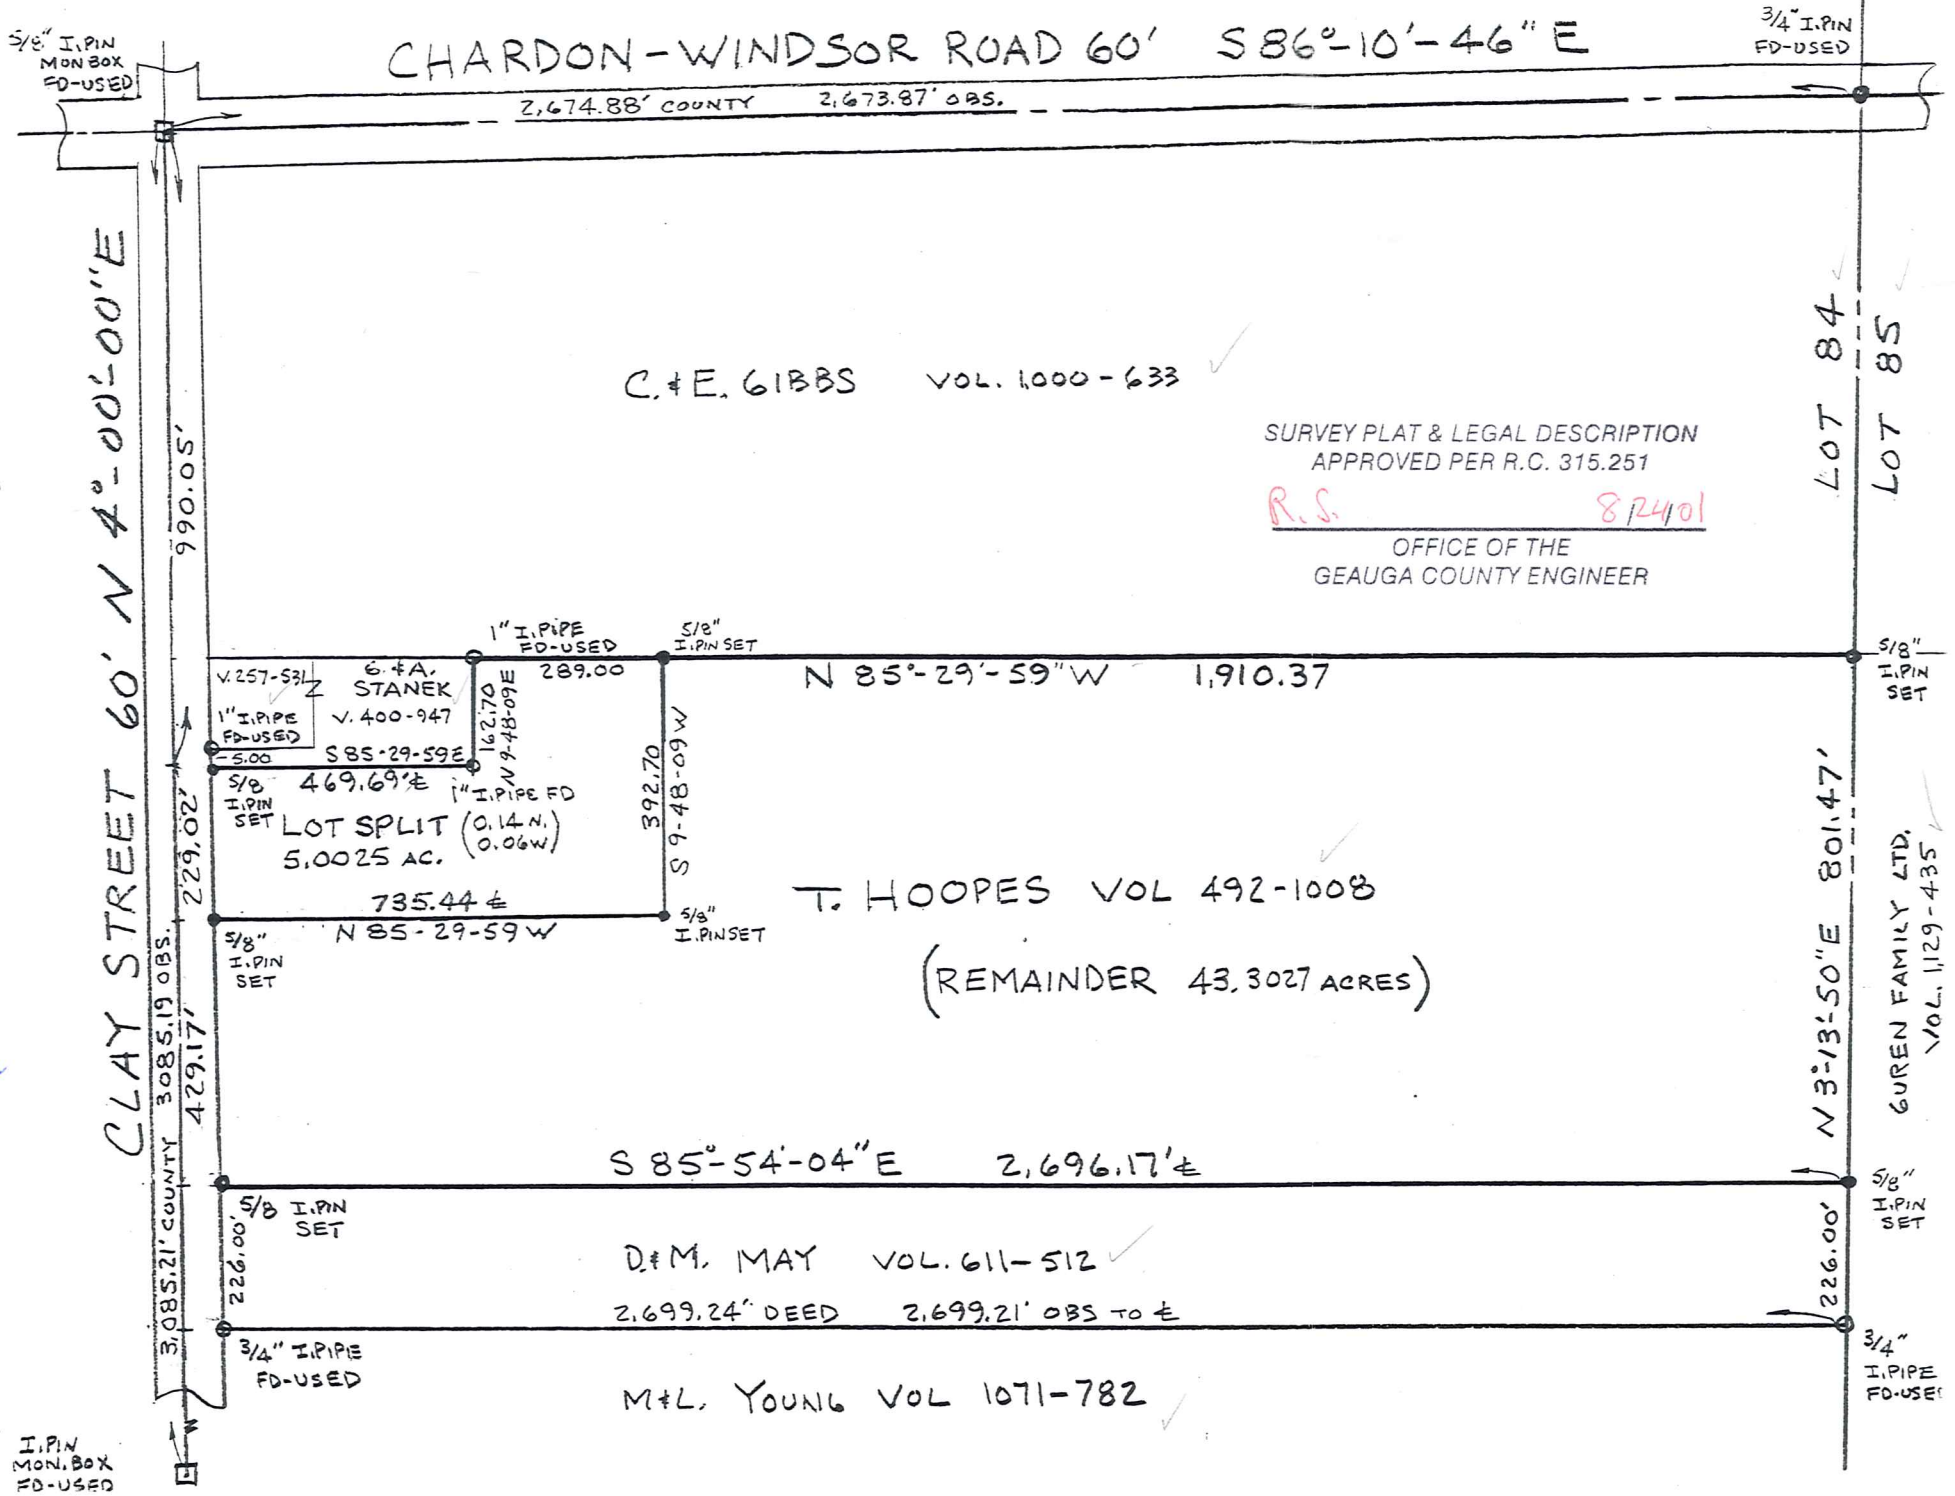 5/8" I.PIN
MON BOX
FD-USED
CHARDON-WINDSOR ROAD 60' S 86°-10'-46" E
3/4" I.PIN
FD-USED
2,674.88' COUNTY 2,673.87' OBS.
CLAY STREET 60' N 4°-00'-00"E
990.05'
C. & E. GIBBS VOL. 1,000-633
LOT 84
LOT 85
SURVEY PLAT & LEGAL DESCRIPTION
APPROVED PER R.C. 315.251
R.S. 8/24/01
OFFICE OF THE
GEAUGA COUNTY ENGINEER
1" I.PIPE
FD-USED
289.00
5/8"
I.PIN SET
N 85°-29'-59"W 1,910.37
5/8"
I.PIN
SET
V.257-531
G. & A.
STANEK
V. 400-947
162.70
N 9-48-09E
1" I.PIPE
FD-USED
5.00
S 85-29-59E
469.69' ℄
5/8
I.PIN
SET
1" I.PIPE FD
(0.14 N.
0.06W)
LOT SPLIT
5.0025 AC.
392.70
S 9-48-09W
229.02'
735.44 ℄
N 85-29-59W
5/8"
I.PIN
SET
5/8"
I.PIN SET
T. HOOPES VOL 492-1008
(REMAINDER 43.3027 ACRES)
N 3°-13'-50"E 801.47'
GUREN FAMILY LTD.
VOL. 1,129-435
3,085.21' COUNTY 3085.19 OBS.
429.17'
S 85°-54'-04"E 2,696.17' ℄
5/8 I.PIN
SET
5/8"
I.PIN
SET
226.00'
226.00'
D.&M. MAY VOL. 611-512
2,699.24' DEED 2,699.21' OBS TO ℄
3/4" I.PIPE
FD-USED
3/4"
I.PIPE
FD-USE
M&L. YOUNG VOL 1071-782
I.PIN
MON.BOX
FD-USED